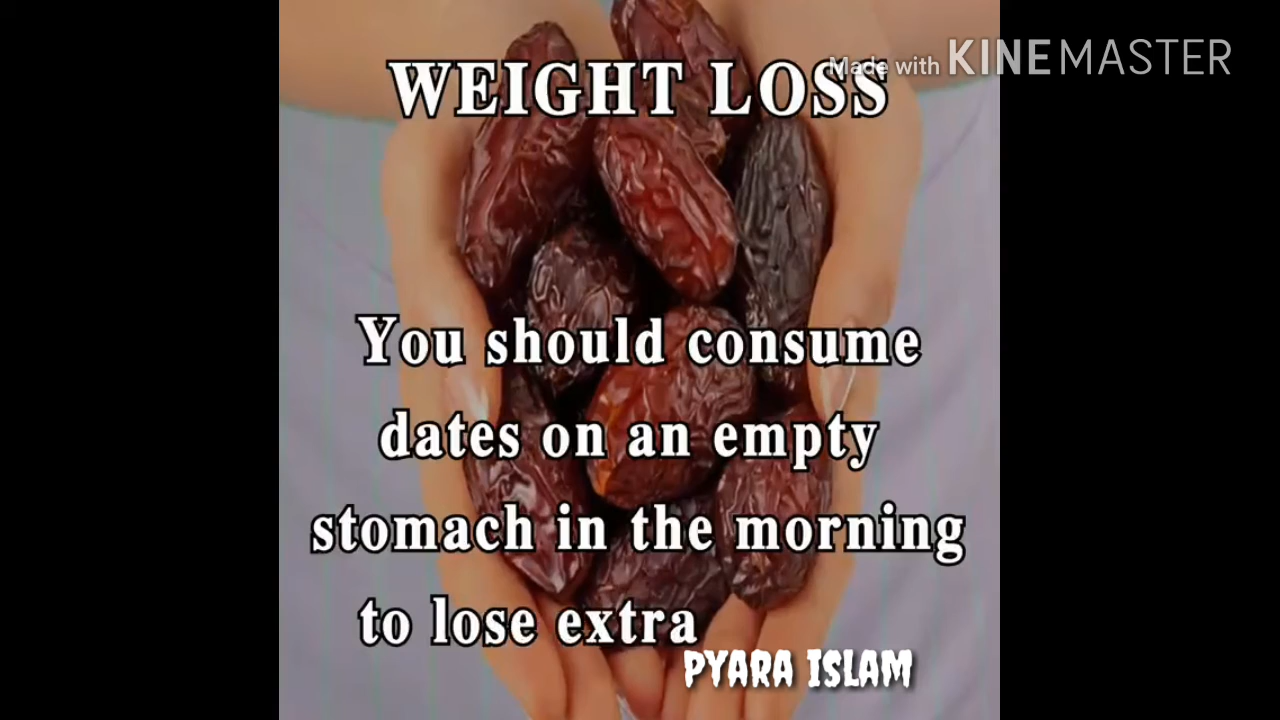 Made with KINEMASTER
WEIGHT LOSS
You should consume
dates on an empty
stomach in the morning
to lose extra
PYARA ISLAM